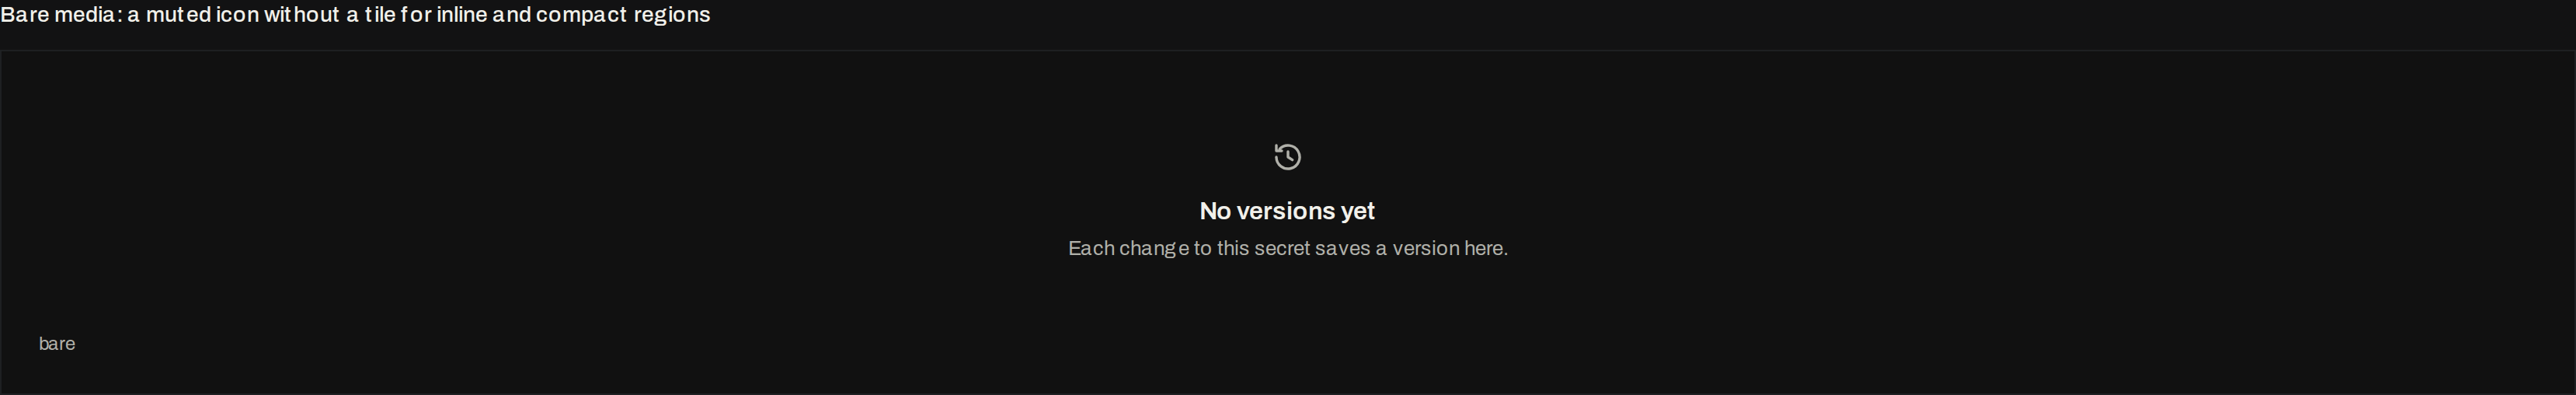 Bare media: a muted icon without a tile for inline and compact regions
No versions yet
Each change to this secret saves a version here.
bare